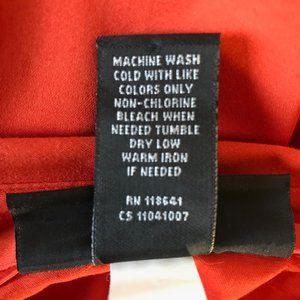 MACHINE WASH
COLD WITH LIKE
COLORS ONLY
NON-CHLORINE
BLEACH WHEN
NEEDED TUMBLE
DRY LOW
WARM IRON
IF NEEDED
RN 118641
CS 11041007